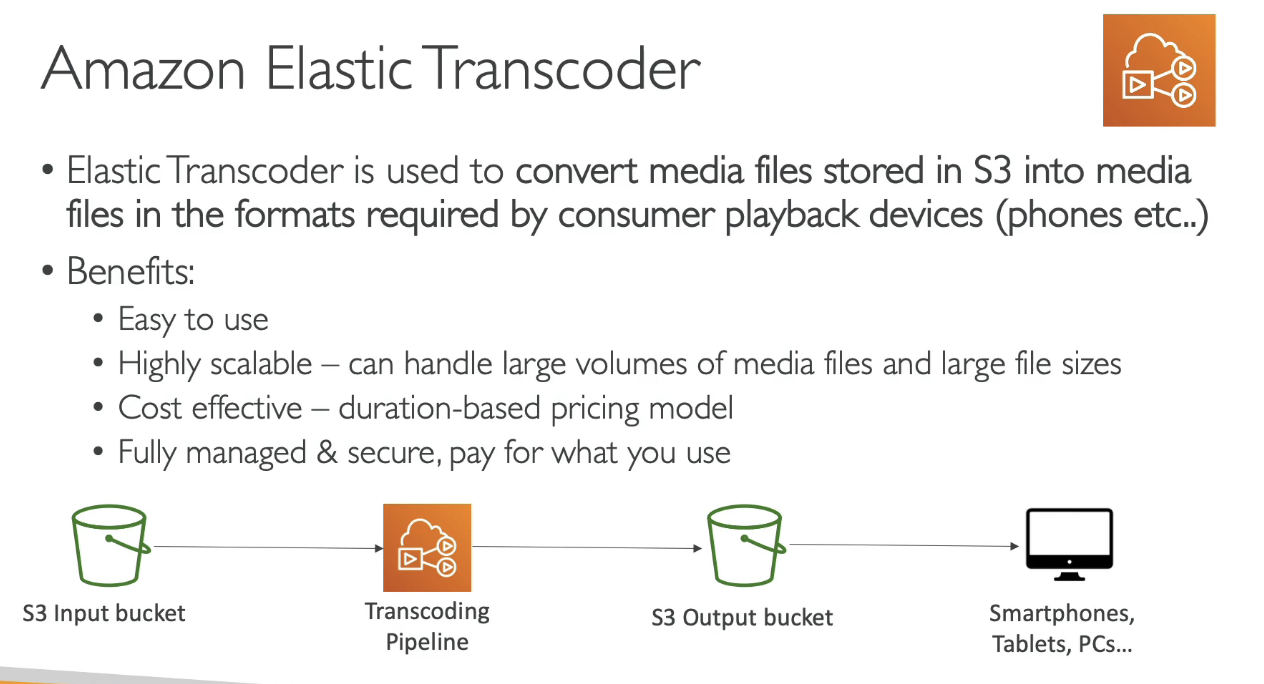 Amazon Elastic Transcoder
• Elastic Transcoder is used to convert media files stored in S3 into media
files in the formats required by consumer playback devices (phones etc..)
• Benefits:
• Easy to use
• Highly scalable – can handle large volumes of media files and large file sizes
• Cost effective – duration-based pricing model
• Fully managed & secure, pay for what you use
S3 Input bucket
Transcoding
Pipeline
S3 Output bucket
Smartphones,
Tablets, PCs...